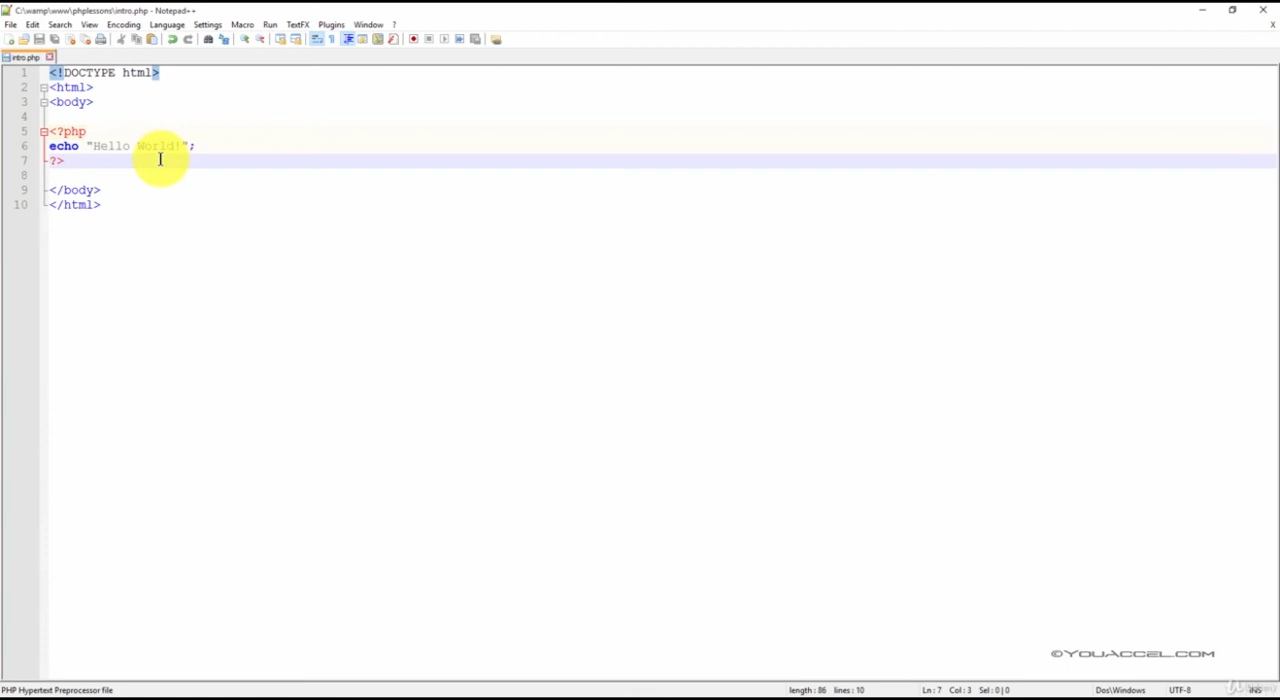 C:\wamp\www\phplessons\intro.php - Notepad++
File Edit Search View Encoding Language Settings Macro Run TextFX Plugins Window ?
X
intro.php
1 <!DOCTYPE html>
2 <html>
3 <body>
4
5 <?php
6 echo "Hello World!";
7 ?>
8
9 </body>
10 </html>
©YOUACCEL.COM
PHP Hypertext Preprocessor file length : 86 lines : 10 Ln : 7 Col : 3 Sel : 0 | 0 Dos\Windows UTF-8 INS